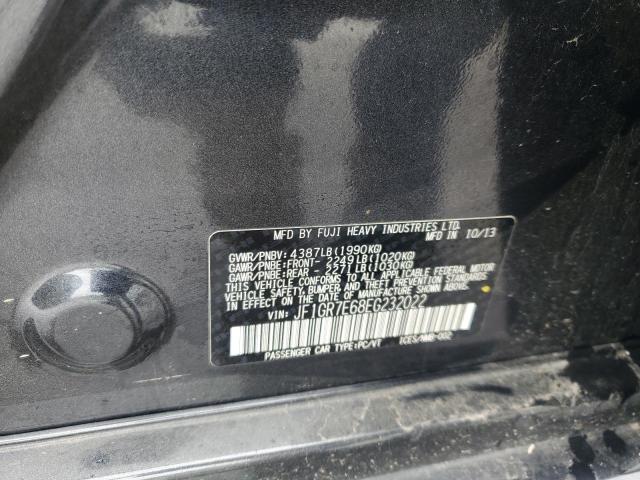 MFD BY FUJI HEAVY INDUSTRIES LTD.
MFD IN 10/13
GVWR/PNBV: 4387LB(1990KG)
GAWR/PNBE:FRONT- 2249LB(1020KG)
GAWR/PNBE:REAR - 2271LB(1030KG)
THIS VEHICLE CONFORMS TO ALL APPLICABLE FEDERAL MOTOR
VEHICLE SAFETY, BUMPER, AND THEFT PREVENTION STANDARDS
IN EFFECT ON THE DATE OF MANUFACTURE SHOWN ABOVE.
VIN: JF1GR7E68EG232022
PASSENGER CAR TYPE:PC/VT